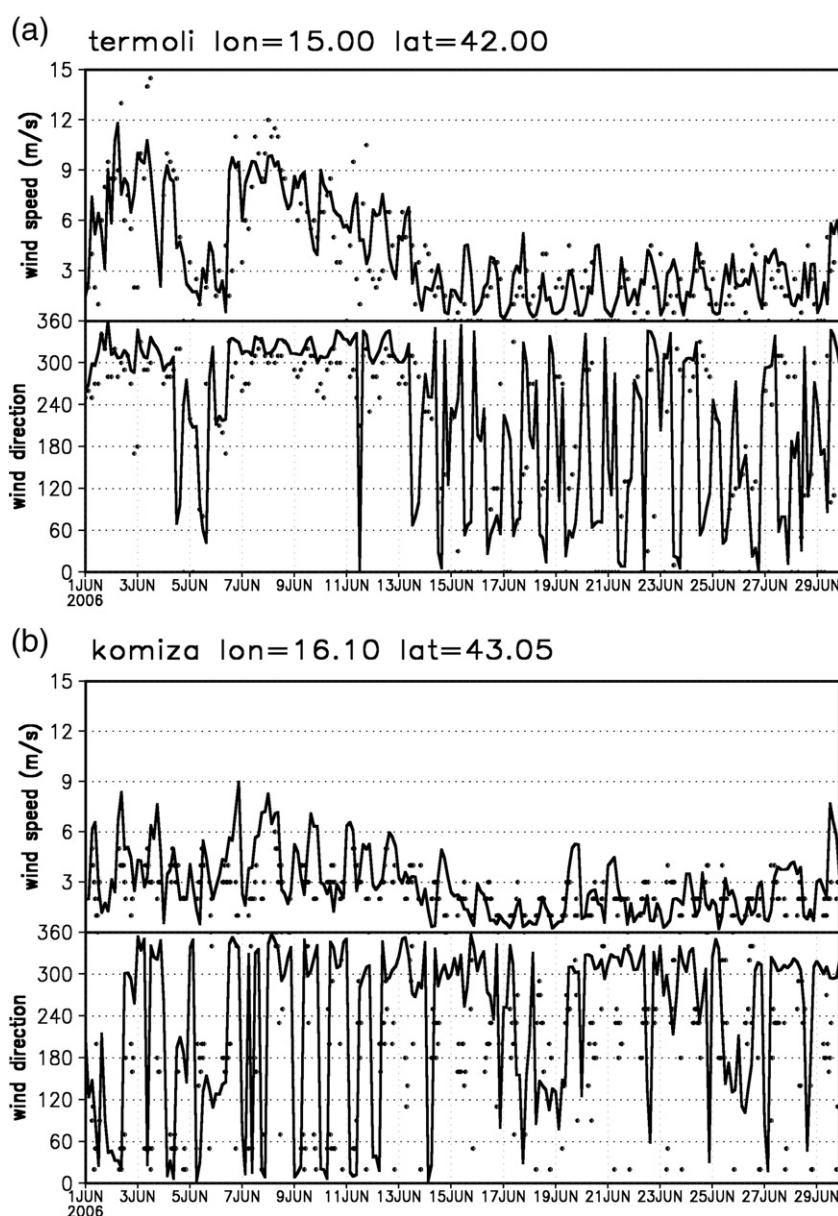 (a)
termoli lon=15.00 lat=42.00
15
12
9
6
3
wind speed (m/s)
360
300
240
180
120
60
0
wind direction
1JUN 3JUN 5JUN 7JUN 9JUN 11JUN 13JUN 15JUN 17JUN 19JUN 21JUN 23JUN 25JUN 27JUN 29JUN
2006
(b)
komiza lon=16.10 lat=43.05
15
12
9
6
3
wind speed (m/s)
360
300
240
180
120
60
0
wind direction
1JUN 3JUN 5JUN 7JUN 9JUN 11JUN 13JUN 15JUN 17JUN 19JUN 21JUN 23JUN 25JUN 27JUN 29JUN
2006